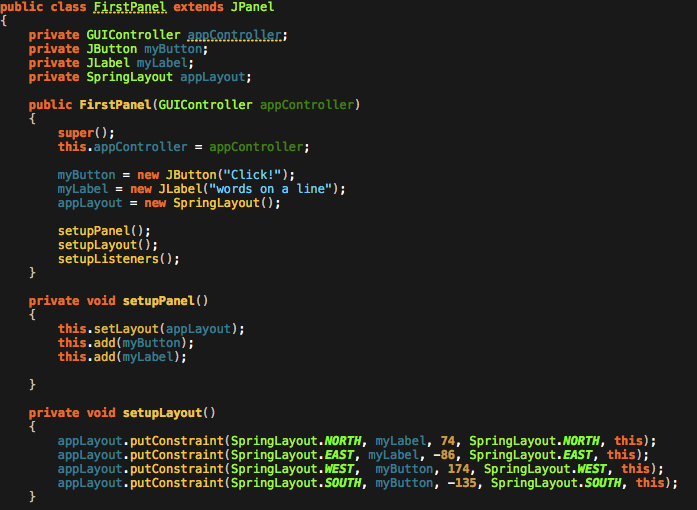 public class FirstPanel extends JPanel
{
    private GUIController appController;
    private JButton myButton;
    private JLabel myLabel;
    private SpringLayout appLayout;

    public FirstPanel(GUIController appController)
    {
        super();
        this.appController = appController;

        myButton = new JButton("Click!");
        myLabel = new JLabel("words on a line");
        appLayout = new SpringLayout();

        setupPanel();
        setupLayout();
        setupListeners();
    }

    private void setupPanel()
    {
        this.setLayout(appLayout);
        this.add(myButton);
        this.add(myLabel);

    }

    private void setupLayout()
    {
        appLayout.putConstraint(SpringLayout.NORTH, myLabel, 74, SpringLayout.NORTH, this);
        appLayout.putConstraint(SpringLayout.EAST, myLabel, -86, SpringLayout.EAST, this);
        appLayout.putConstraint(SpringLayout.WEST,  myButton, 174, SpringLayout.WEST, this);
        appLayout.putConstraint(SpringLayout.SOUTH, myButton, -135, SpringLayout.SOUTH, this);
    }